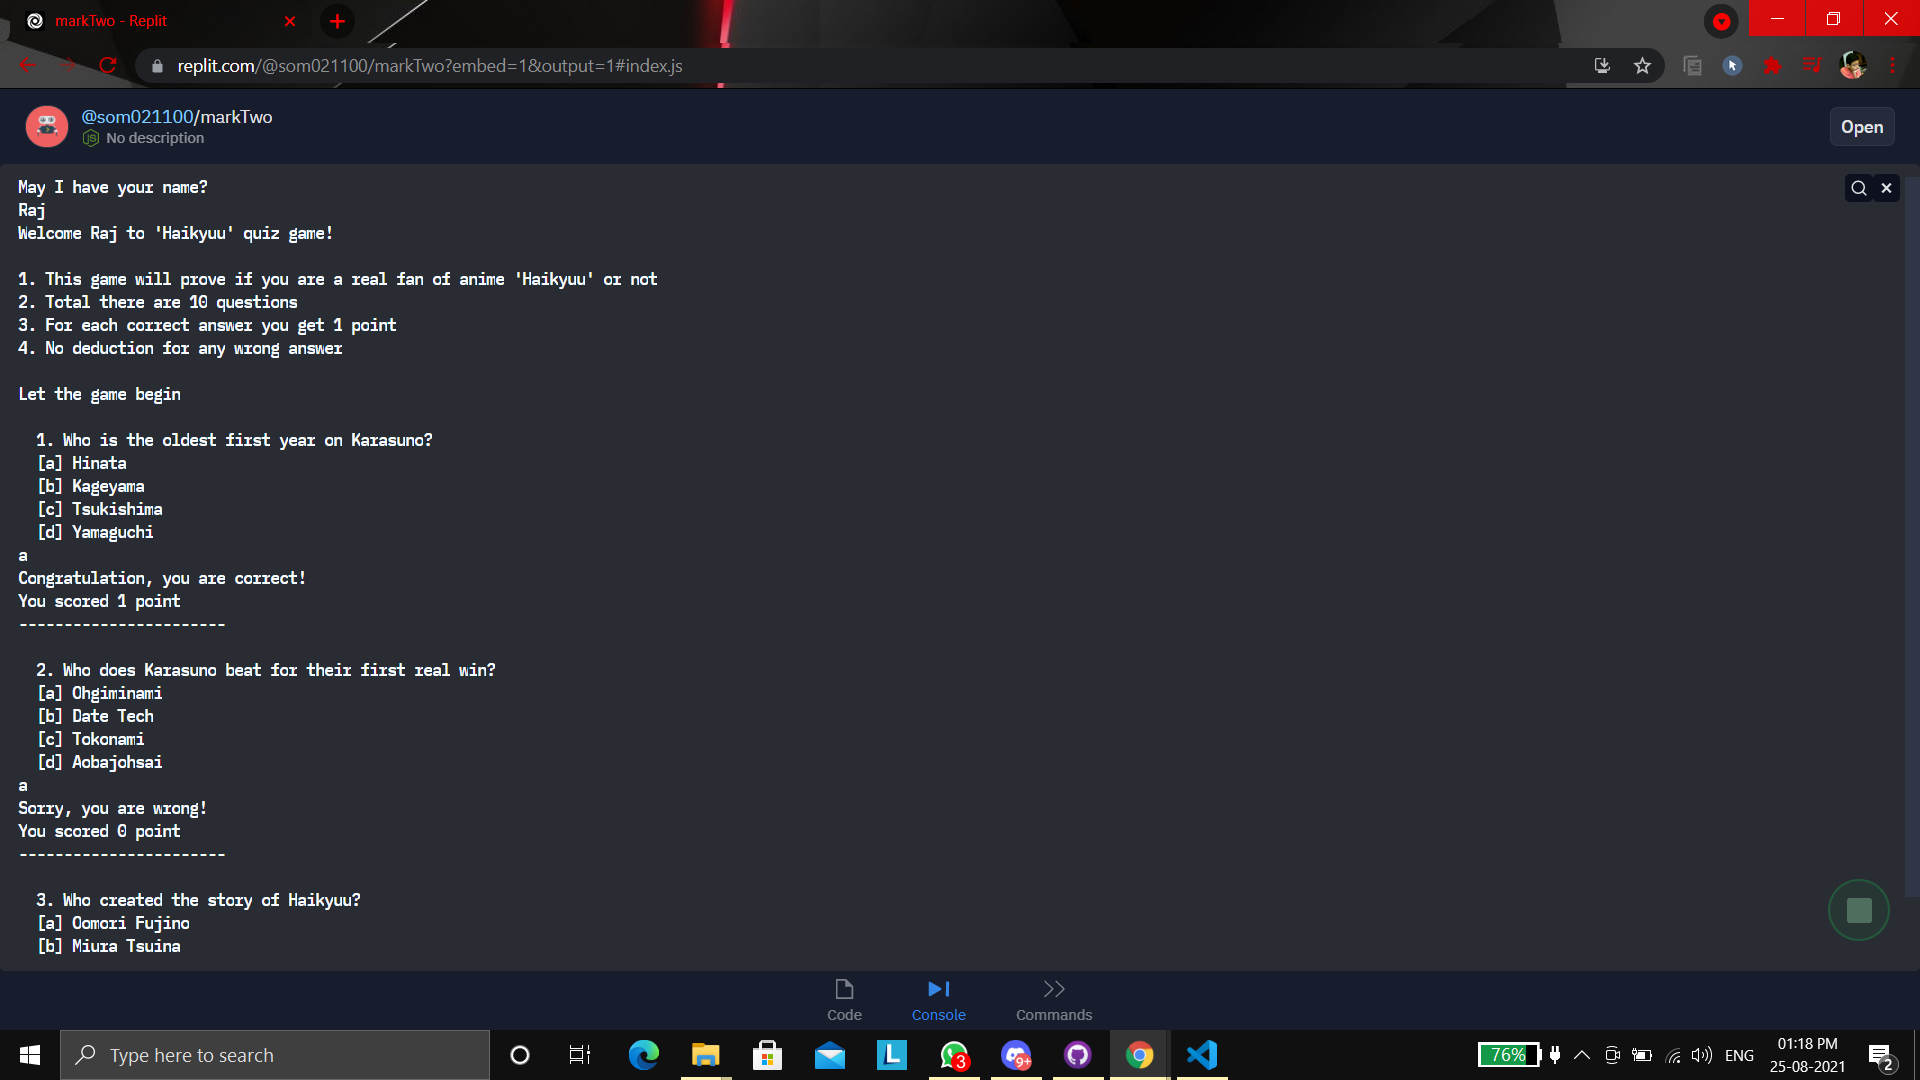 markTwo - Replit
replit.com/@som021100/markTwo?embed=1&output=1#index.js
@som021100/markTwo
No description
Open
May I have your name?
Raj
Welcome Raj to 'Haikyuu' quiz game!
1. This game will prove if you are a real fan of anime 'Haikyuu' or not
2. Total there are 10 questions
3. For each correct answer you get 1 point
4. No deduction for any wrong answer
Let the game begin
1. Who is the oldest first year on Karasuno?
[a] Hinata
[b] Kageyama
[c] Tsukishima
[d] Yamaguchi
a
Congratulation, you are correct!
You scored 1 point
-----------------------
2. Who does Karasuno beat for their first real win?
[a] Ohgiminami
[b] Date Tech
[c] Tokonami
[d] Aobajohsai
a
Sorry, you are wrong!
You scored 0 point
-----------------------
3. Who created the story of Haikyuu?
[a] Oomori Fujino
[b] Miura Tsuina
Code
Console
Commands
Type here to search
L
3
9+
76%
ENG
01:18 PM
25-08-2021
2